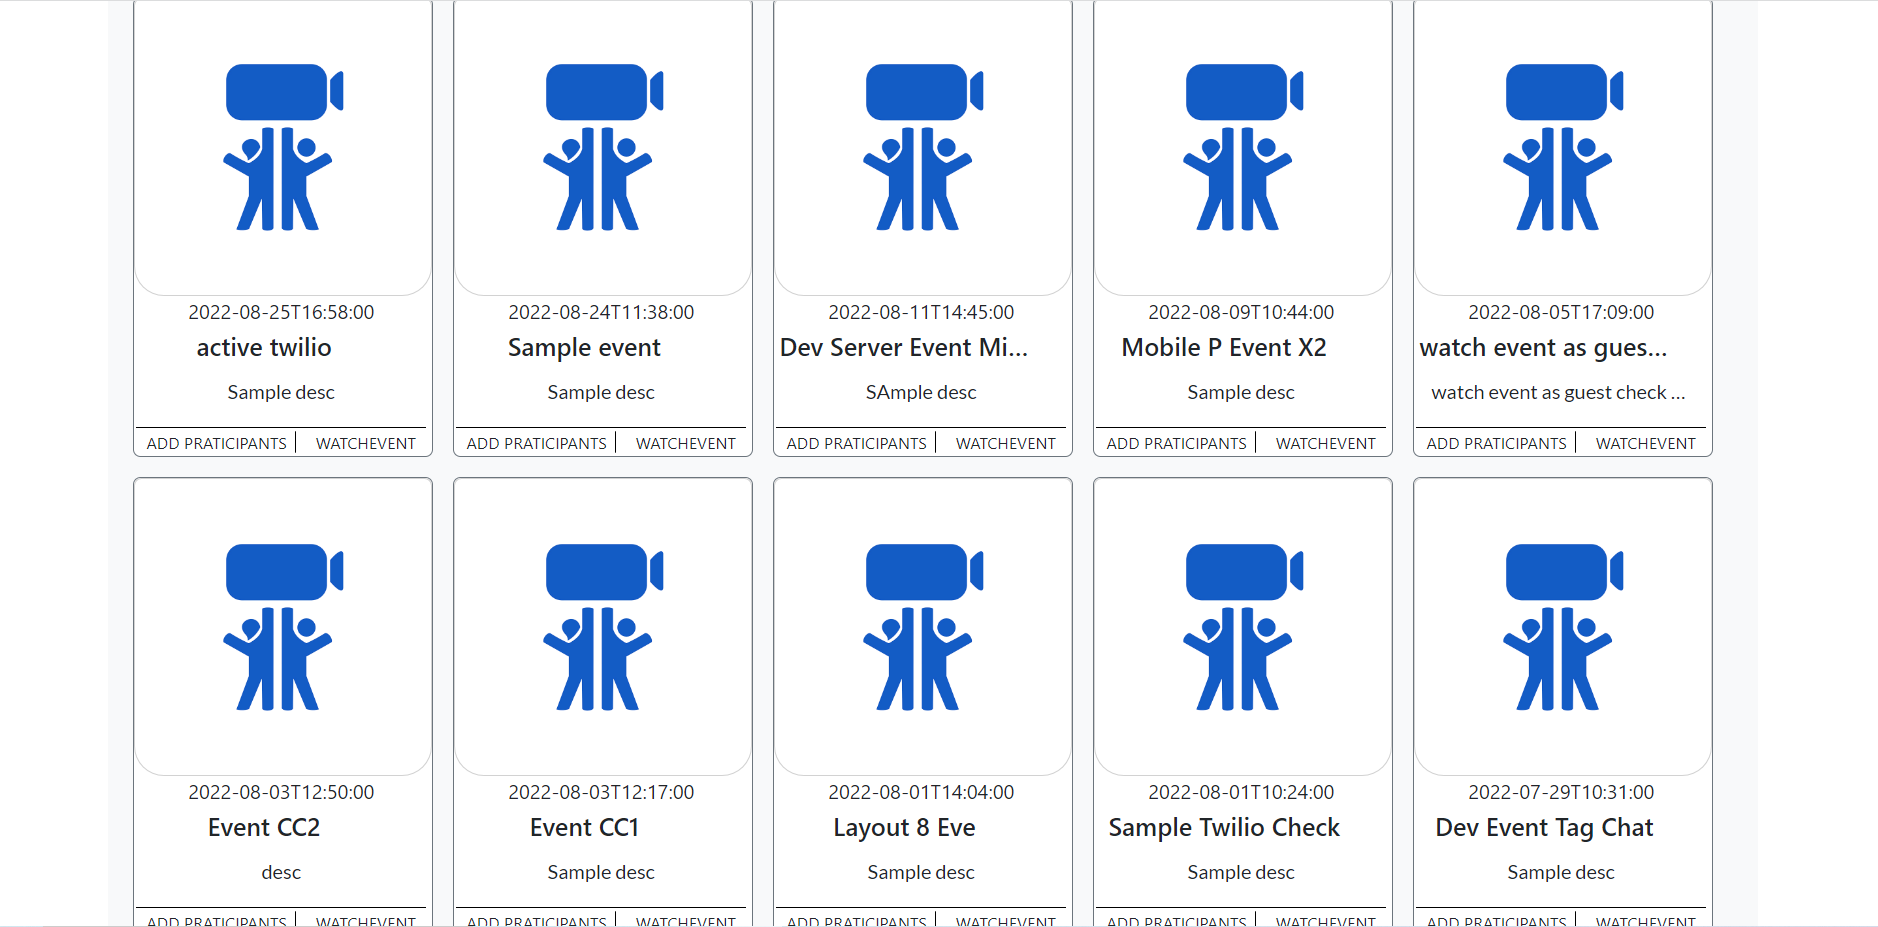 2022-08-25T16:58:00
active twilio
Sample desc
ADD PRATICIPANTS WATCHEVENT
2022-08-24T11:38:00
Sample event
Sample desc
ADD PRATICIPANTS WATCHEVENT
2022-08-11T14:45:00
Dev Server Event Mi...
SAmple desc
ADD PRATICIPANTS WATCHEVENT
2022-08-09T10:44:00
Mobile P Event X2
Sample desc
ADD PRATICIPANTS WATCHEVENT
2022-08-05T17:09:00
watch event as gues...
watch event as guest check ...
ADD PRATICIPANTS WATCHEVENT
2022-08-03T12:50:00
Event CC2
desc
ADD PRATICIPANTS WATCHEVENT
2022-08-03T12:17:00
Event CC1
Sample desc
ADD PRATICIPANTS WATCHEVENT
2022-08-01T14:04:00
Layout 8 Eve
Sample desc
ADD PRATICIPANTS WATCHEVENT
2022-08-01T10:24:00
Sample Twilio Check
Sample desc
ADD PRATICIPANTS WATCHEVENT
2022-07-29T10:31:00
Dev Event Tag Chat
Sample desc
ADD PRATICIPANTS WATCHEVENT